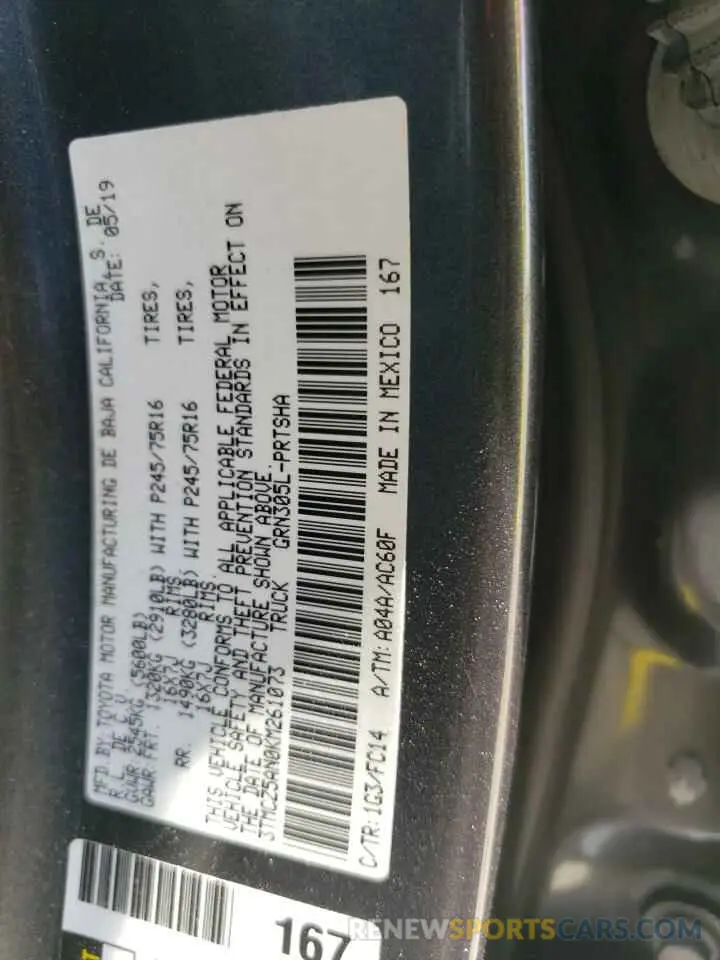 MFD.BY:TOYOTA MOTOR MANUFACTURING DE BAJA CALIFORNIA, S. DE
R. L. DE C. V. DATE: 05/19
GVWR 2545KG (5600LB)
GAWR FRT. 1320KG (2910LB) WITH P245/75R16 TIRES,
16X7J RIMS,
RR. 1490KG (3280LB) WITH P245/75R16 TIRES,
16X7J RIMS.
THIS VEHICLE CONFORMS TO ALL APPLICABLE FEDERAL MOTOR
VEHICLE SAFETY AND THEFT PREVENTION STANDARDS IN EFFECT ON
THE DATE OF MANUFACTURE SHOWN ABOVE.
3TMCZ5AN0KM261073 TRUCK GRN305L-PRTSHA
C/TR:1G3/FC14 A/TM:A04A/AC60F MADE IN MEXICO 167
167
RENEWSPORTSCARS.COM